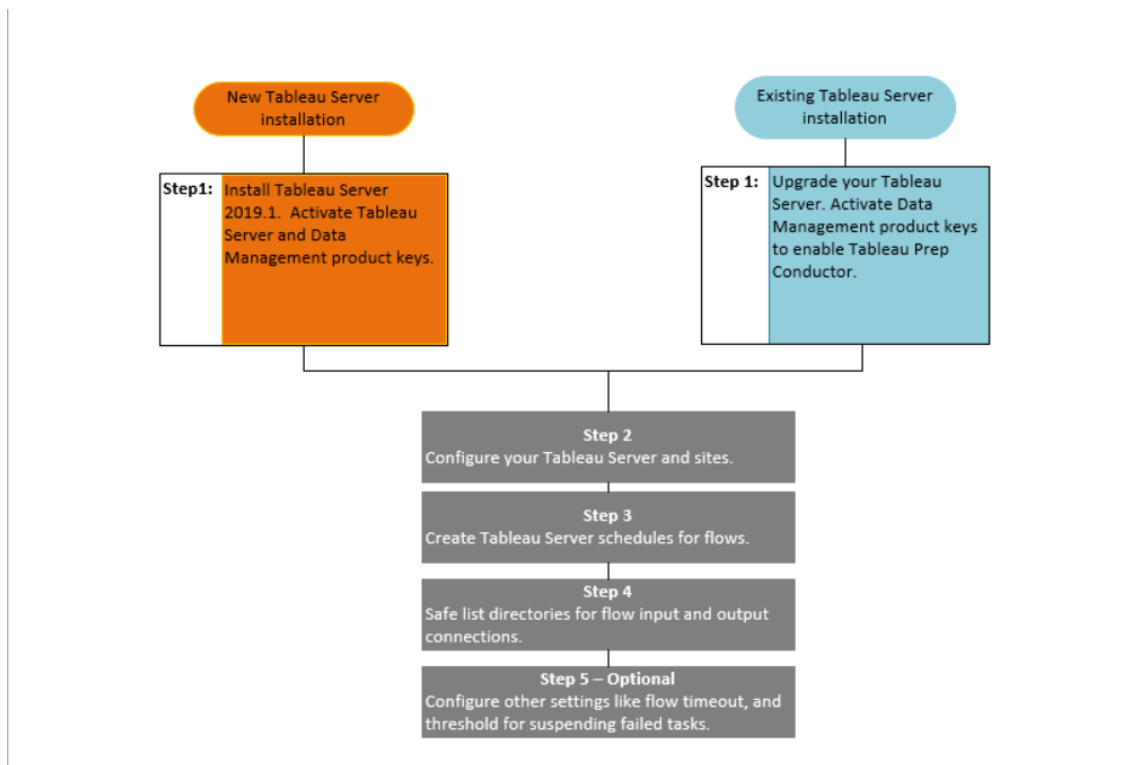 New Tableau Server
installation
Existing Tableau Server
installation
Step1:
Install Tableau Server
2019.1.  Activate Tableau
Server and Data
Management product keys.
Step 1:
Upgrade your Tableau
Server. Activate Data
Management product keys
to enable Tableau Prep
Conductor.
Step 2
Configure your Tableau Server and sites.
Step 3
Create Tableau Server schedules for flows.
Step 4
Safe list directories for flow input and output
connections.
Step 5 – Optional
Configure other settings like flow timeout, and
threshold for suspending failed tasks.